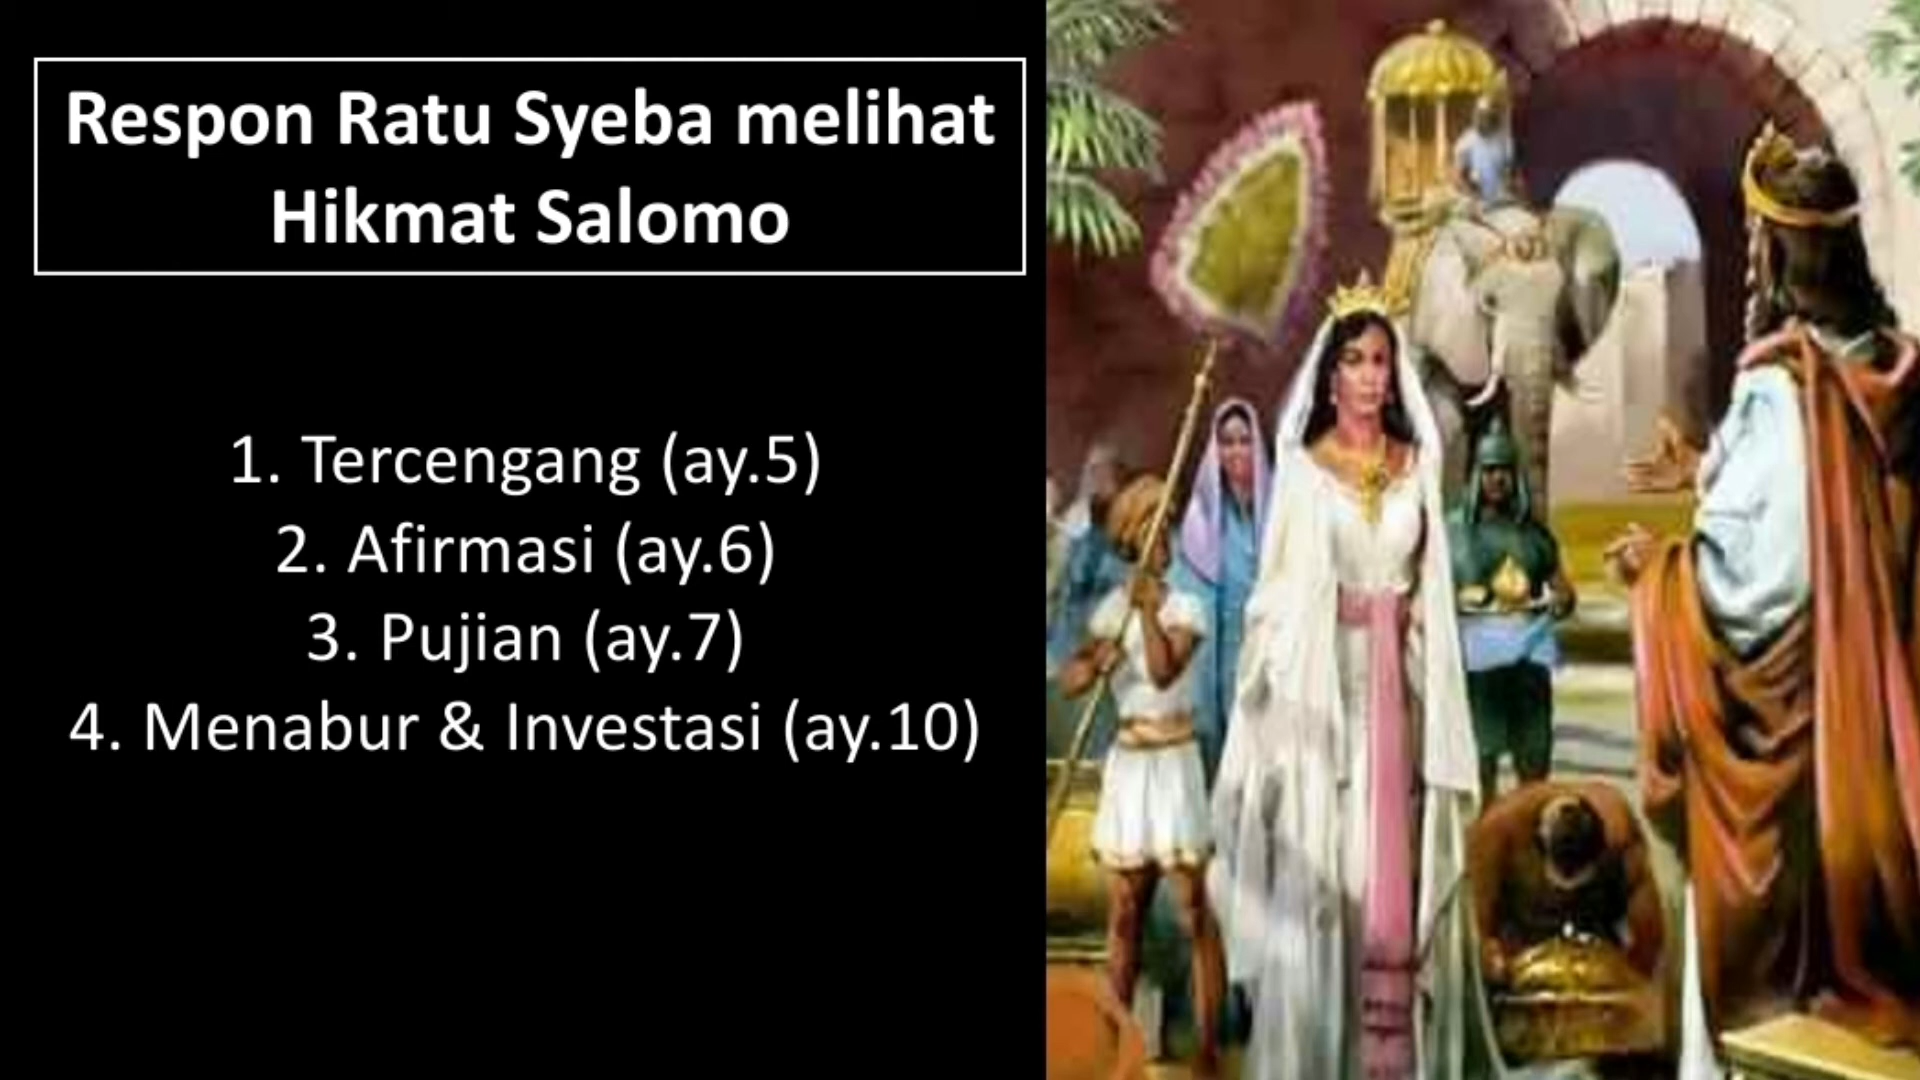 Respon Ratu Syeba melihat
Hikmat Salomo
1. Tercengang (ay.5)
2. Afirmasi (ay.6)
3. Pujian (ay.7)
4. Menabur & Investasi (ay.10)